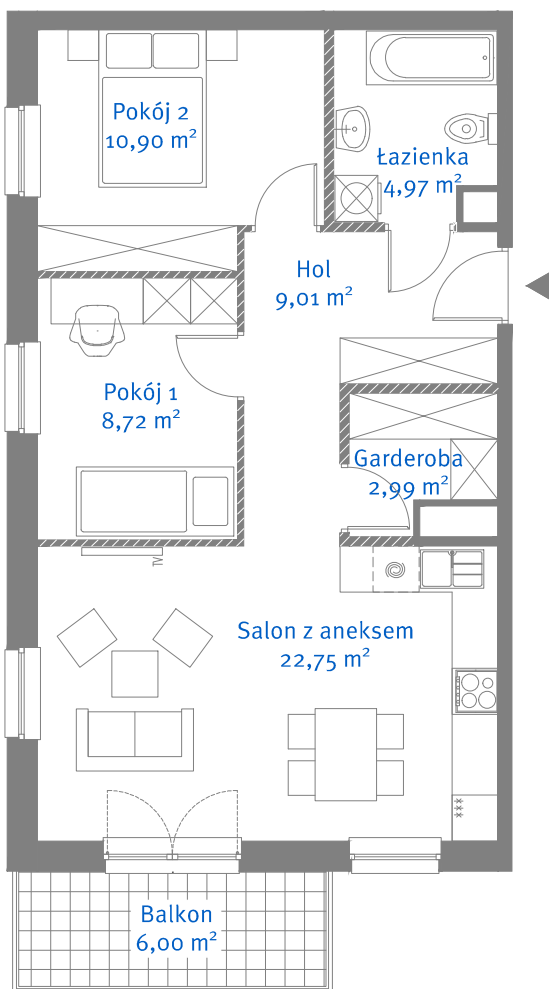 Pokój 2
10,90 m²
Łazienka
4,97 m²
Hol
9,01 m²
Pokój 1
8,72 m²
Garderoba
2,99 m²
TV
Salon z aneksem
22,75 m²
Balkon
6,00 m²